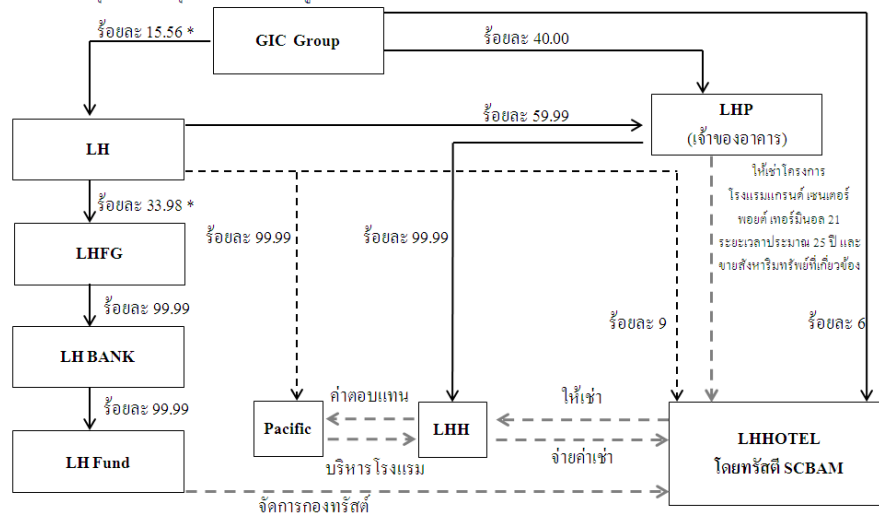 ร้อยละ 15.56 *
GIC Group
ร้อยละ 40.00
LHP
(เจ้าของอาคาร)
ร้อยละ 59.99
LH
ให้เช่าโครงการ
โรงแรมแกรนด์ เซนเตอร์
พอยต์ เทอร์มินอล 21
ระยะเวลาประมาณ 25 ปี และ
ขายสังหาริมทรัพย์ที่เกี่ยวข้อง
ร้อยละ 33.98 *
ร้อยละ 99.99
ร้อยละ 99.99
LHFG
ร้อยละ 99.99
ร้อยละ 9
ร้อยละ 6
LH BANK
ร้อยละ 99.99
ค่าตอบแทน
ให้เช่า
Pacific
LHH
LHHOTEL
โดยทรัสตี SCBAM
LH Fund
บริหารโรงแรม
จ่ายค่าเช่า
จัดการกองทรัสต์